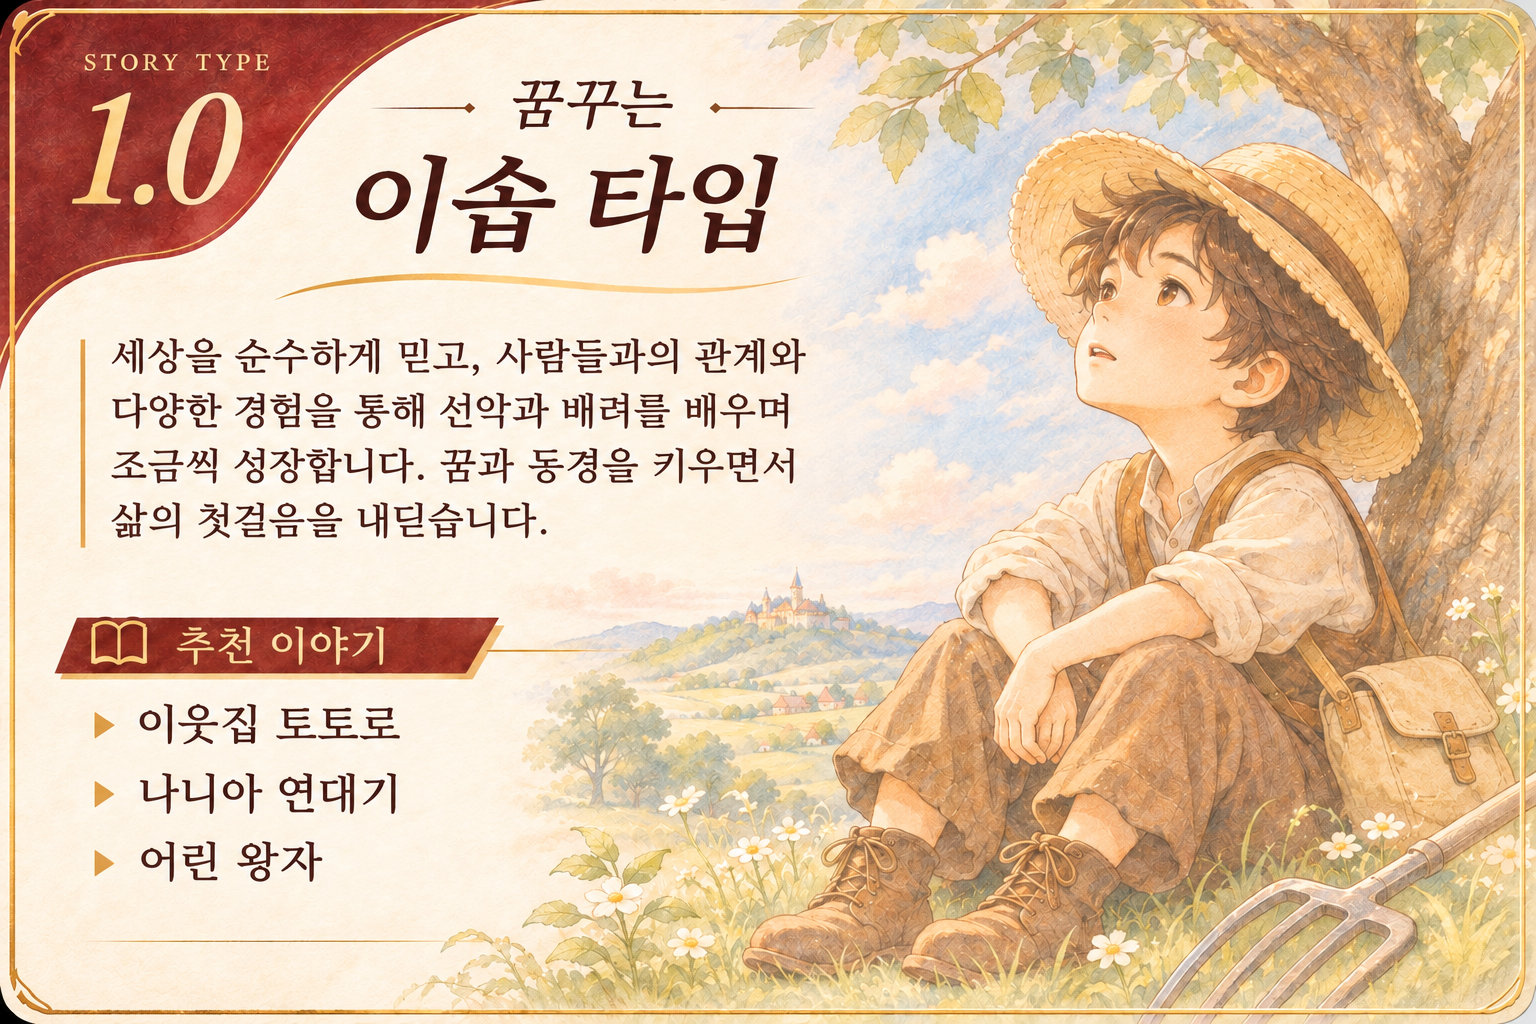 STORY TYPE
1.0
꿈꾸는
이솝 타입
세상을 순수하게 믿고, 사람들과의 관계와
다양한 경험을 통해 선악과 배려를 배우며
조금씩 성장합니다. 꿈과 동경을 키우면서
삶의 첫걸음을 내딛습니다.
추천 이야기
이웃집 토토로
나니아 연대기
어린 왕자